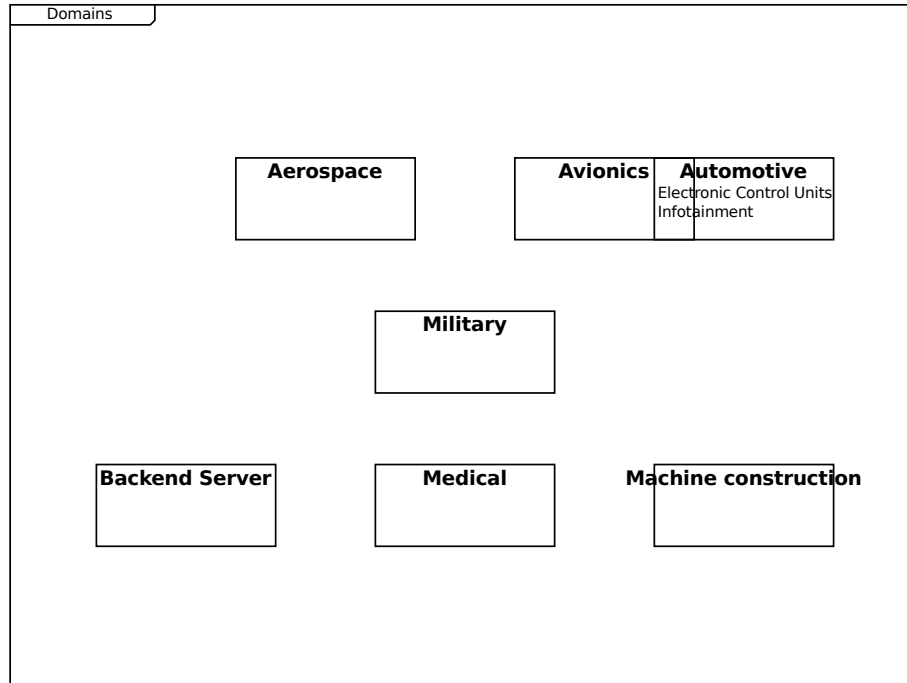 Domains
Aerospace
Avionics
Automotive
Electronic Control Units
Infotainment
Military
Backend Server
Medical
Machine construction